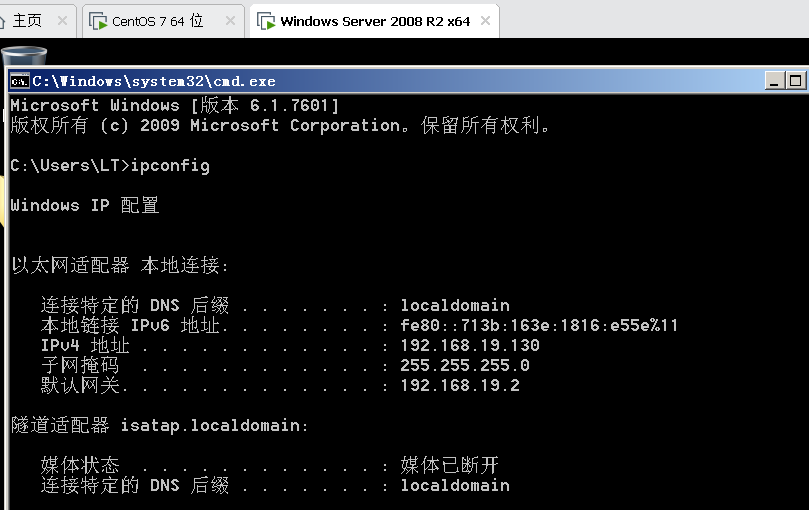 主页 CentOS 7 64 位 Windows Server 2008 R2 x64
C:\Windows\system32\cmd.exe
Microsoft Windows [版本 6.1.7601]
版权所有 (c) 2009 Microsoft Corporation。保留所有权利。
C:\Users\LT>ipconfig
Windows IP 配置
以太网适配器 本地连接:
连接特定的 DNS 后缀 . . . . . . . : localdomain
本地链接 IPv6 地址. . . . . . . . : fe80::713b:163e:1816:e55e%11
IPv4 地址 . . . . . . . . . . . . : 192.168.19.130
子网掩码  . . . . . . . . . . . . : 255.255.255.0
默认网关. . . . . . . . . . . . . : 192.168.19.2
隧道适配器 isatap.localdomain:
媒体状态  . . . . . . . . . . . . : 媒体已断开
连接特定的 DNS 后缀 . . . . . . . : localdomain